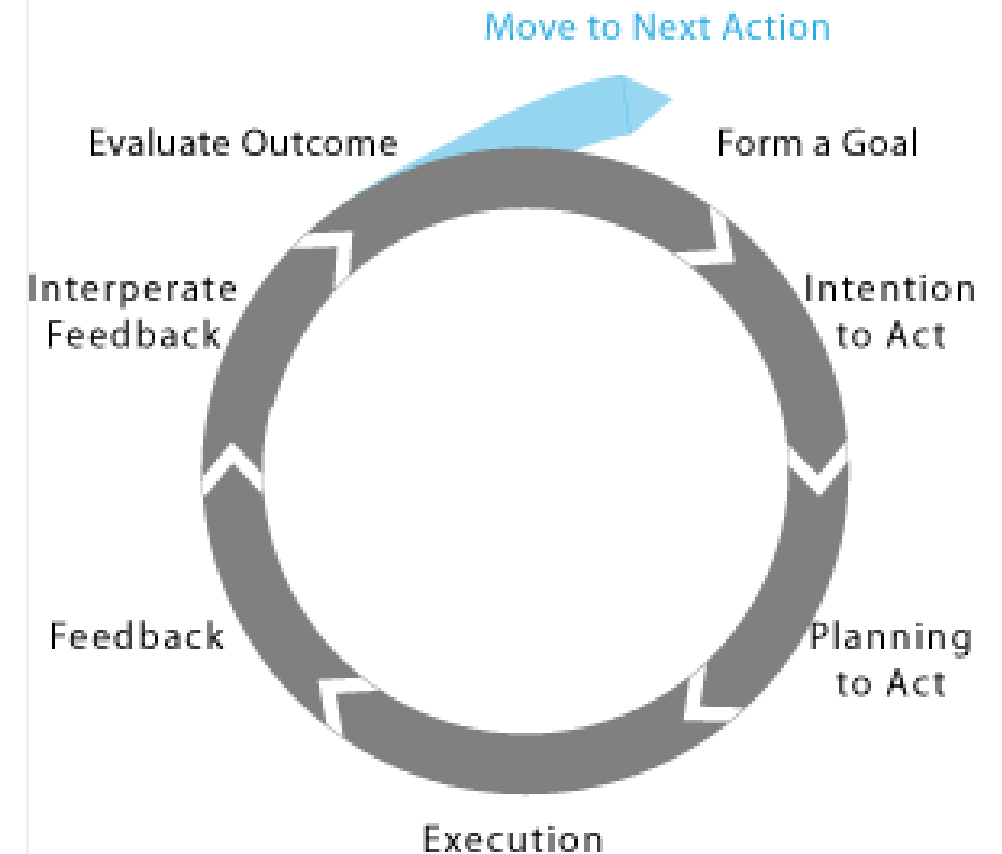 Move to Next Action
Evaluate Outcome
Form a Goal
Interperate
Feedback
Intention
to Act
Feedback
Planning
to Act
Execution